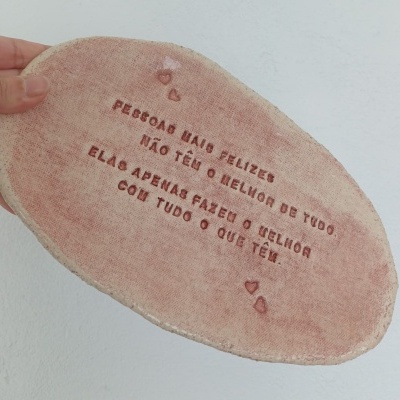 PESSOAS MAIS FELIZES
NÃO TÊM O MELHOR DE TUDO.
ELAS APENAS FAZEM O MELHOR
COM TUDO O QUE TÊM.